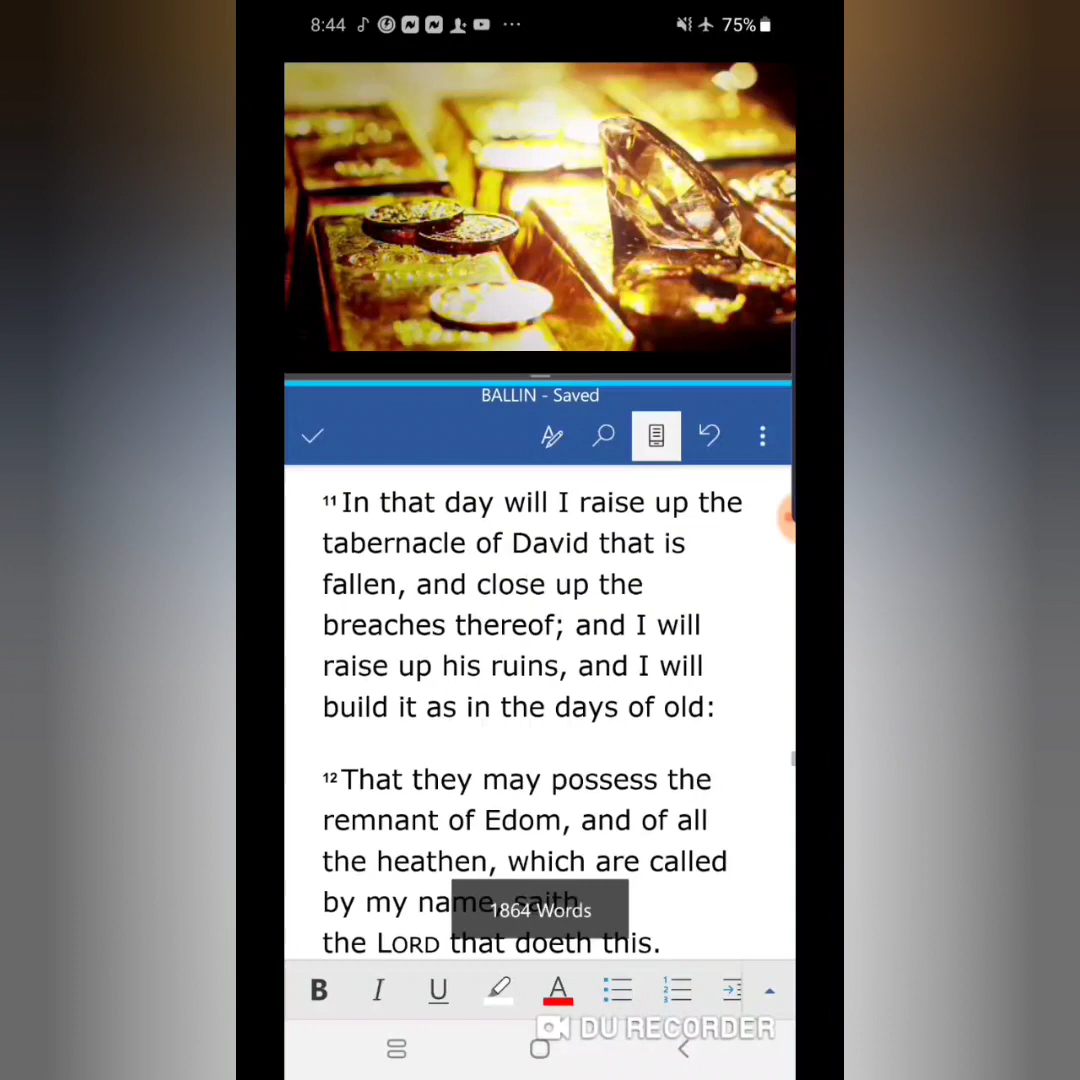 8:44 75%
BALLIN - Saved
11 In that day will I raise up the
tabernacle of David that is
fallen, and close up the
breaches thereof; and I will
raise up his ruins, and I will
build it as in the days of old:
12 That they may possess the
remnant of Edom, and of all
the heathen, which are called
by my name, saith
1864 Words
the LORD that doeth this.
B I U A
DU RECORDER